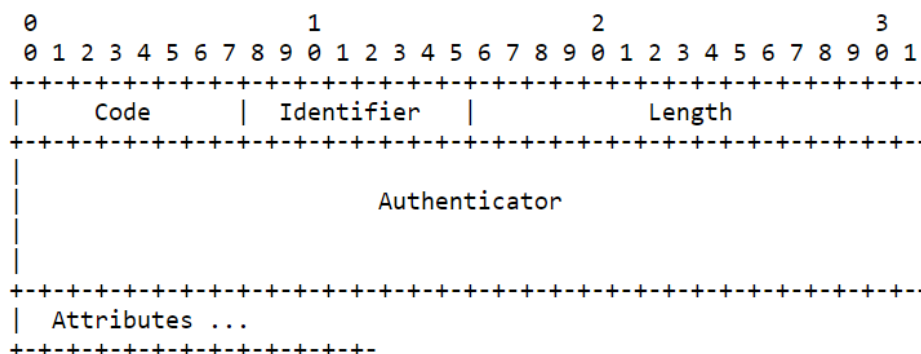 0                   1                   2                   3
0 1 2 3 4 5 6 7 8 9 0 1 2 3 4 5 6 7 8 9 0 1 2 3 4 5 6 7 8 9 0 1
+-+-+-+-+-+-+-+-+-+-+-+-+-+-+-+-+-+-+-+-+-+-+-+-+-+-+-+-+-+-+-+--
|     Code      |  Identifier   |            Length
+-+-+-+-+-+-+-+-+-+-+-+-+-+-+-+-+-+-+-+-+-+-+-+-+-+-+-+-+-+-+-+--
|
|                         Authenticator
|
|
+-+-+-+-+-+-+-+-+-+-+-+-+-+-+-+-+-+-+-+-+-+-+-+-+-+-+-+-+-+-+-+--
|  Attributes ...
+-+-+-+-+-+-+-+-+-+-+-+-+-